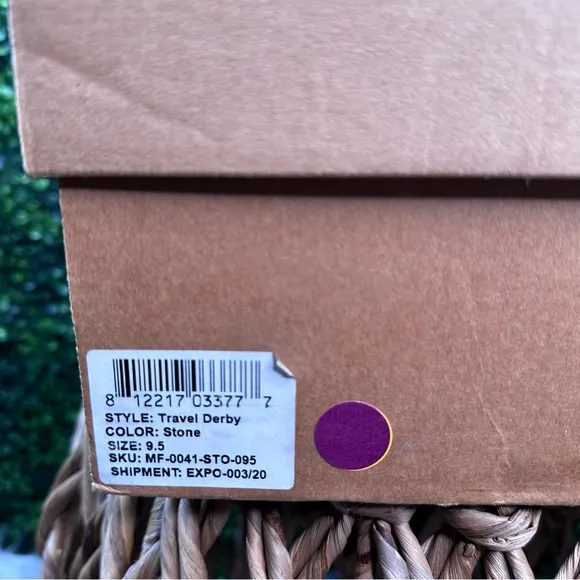 8 12217 03377 7
STYLE: Travel Derby
COLOR: Stone
SIZE: 9.5
SKU: MF-0041-STO-095
SHIPMENT: EXPO-003/20